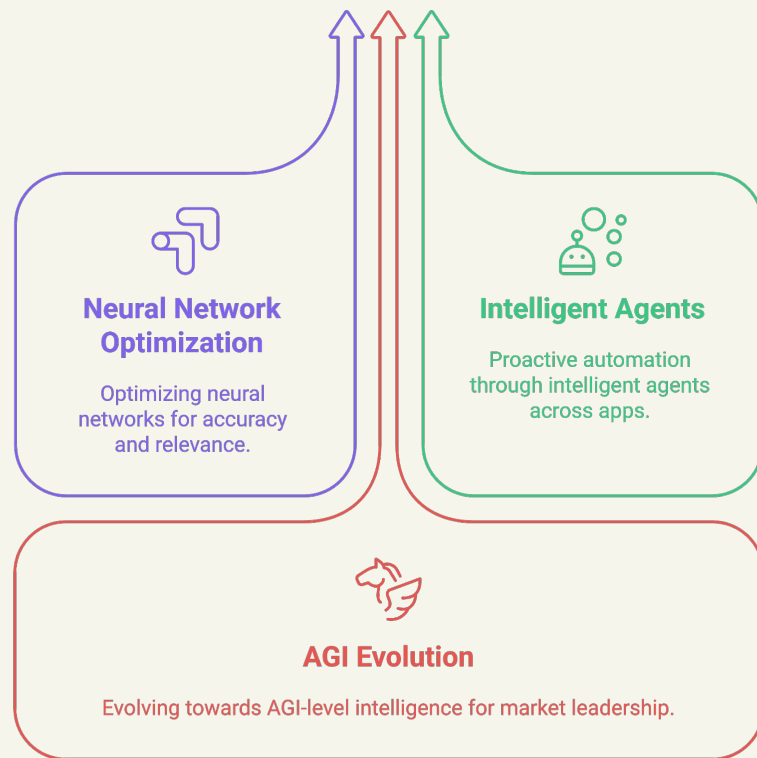 Neural Network
Optimization
Optimizing neural
networks for accuracy
and relevance.
Intelligent Agents
Proactive automation
through intelligent agents
across apps.
AGI Evolution
Evolving towards AGI-level intelligence for market leadership.